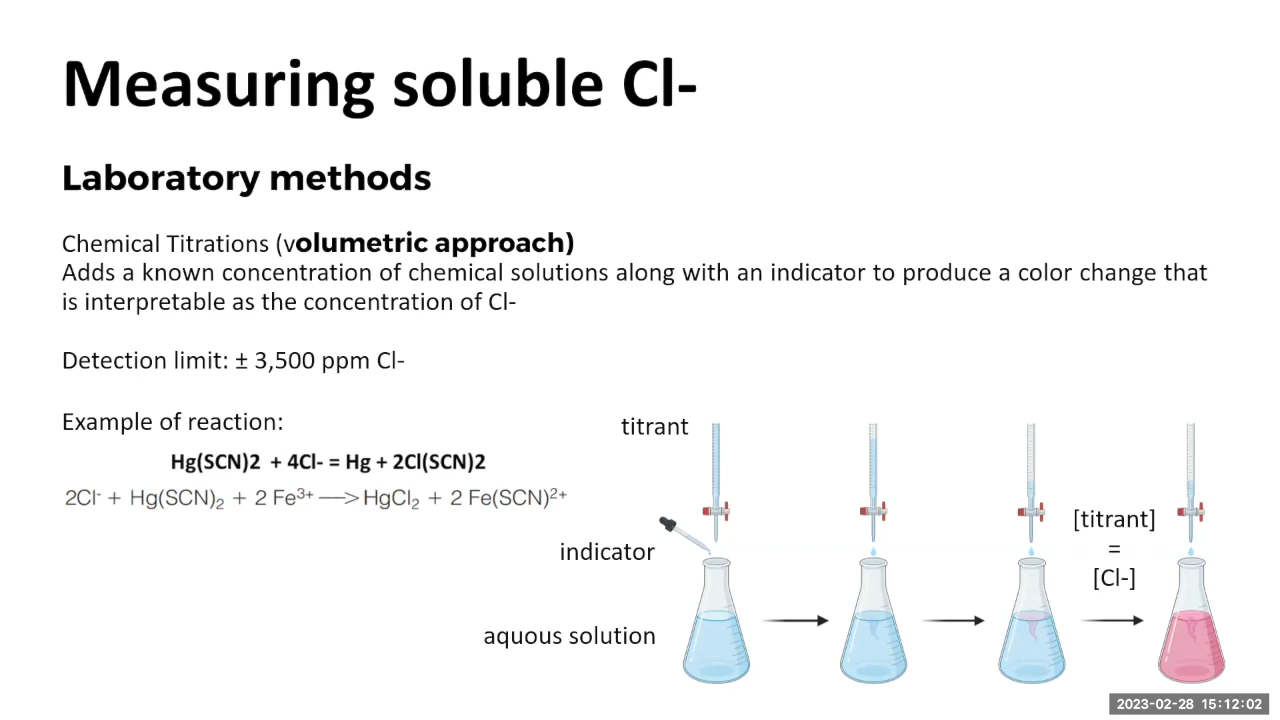 Measuring soluble Cl-
Laboratory methods
Chemical Titrations (volumetric approach)
Adds a known concentration of chemical solutions along with an indicator to produce a color change that
is interpretable as the concentration of Cl-
Detection limit: ± 3,500 ppm Cl-
Example of reaction:
Hg(SCN)2 + 4Cl- = Hg + 2Cl(SCN)2
2Cl⁻ + Hg(SCN)₂ + 2 Fe³⁺ —> HgCl₂ + 2 Fe(SCN)²⁺
titrant
indicator
aquous solution
[titrant]
=
[Cl-]
2023-02-28 15:12:02